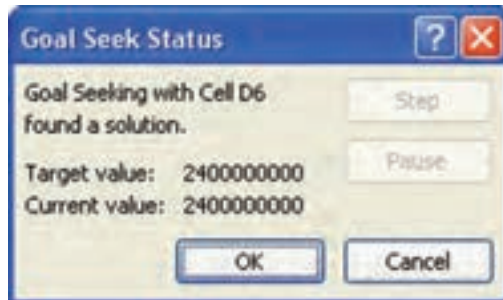 Goal Seek Status
?
Goal Seeking with Cell D6
found a solution.
Step
Target value: 2400000000
Pause
Current value: 2400000000
OK
Cancel